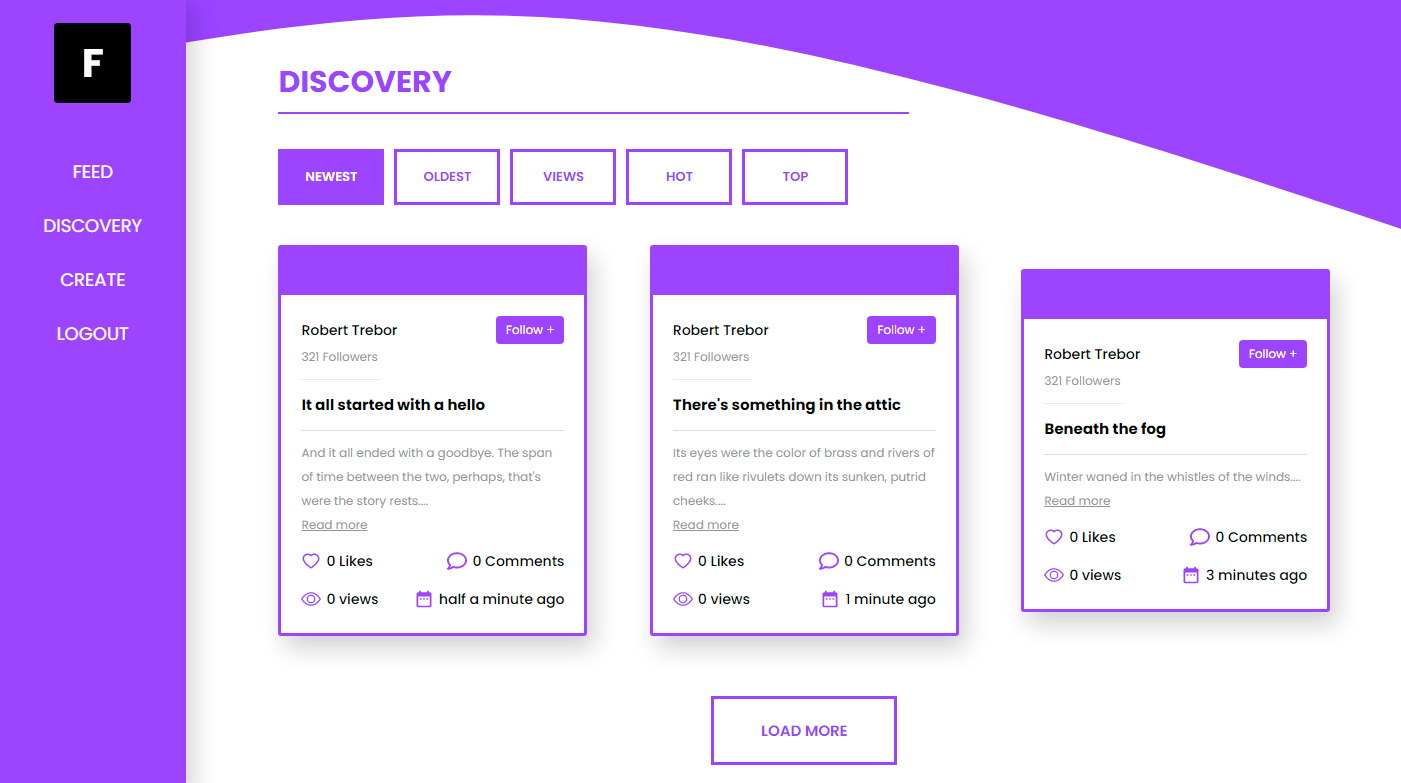 F
FEED
DISCOVERY
CREATE
LOGOUT
DISCOVERY
NEWEST
OLDEST
VIEWS
HOT
TOP
Robert Trebor
Follow +
321 Followers
It all started with a hello
And it all ended with a goodbye. The span
of time between the two, perhaps, that's
were the story rests....
Read more
0 Likes
0 Comments
0 views
half a minute ago
Robert Trebor
Follow +
321 Followers
There's something in the attic
Its eyes were the color of brass and rivers of
red ran like rivulets down its sunken, putrid
cheeks....
Read more
0 Likes
0 Comments
0 views
1 minute ago
Robert Trebor
Follow +
321 Followers
Beneath the fog
Winter waned in the whistles of the winds....
Read more
0 Likes
0 Comments
0 views
3 minutes ago
LOAD MORE